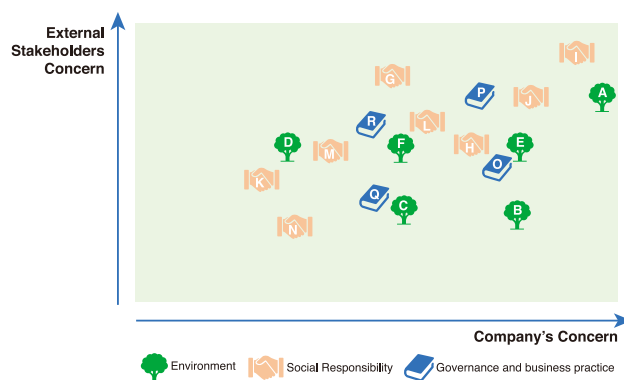 External
Stakeholders
Concern
I
G
A
P
J
R
L
D
F
H
E
M
O
K
Q
C
B
N
Company's Concern
Environment
Social Responsibility
Governance and business practice